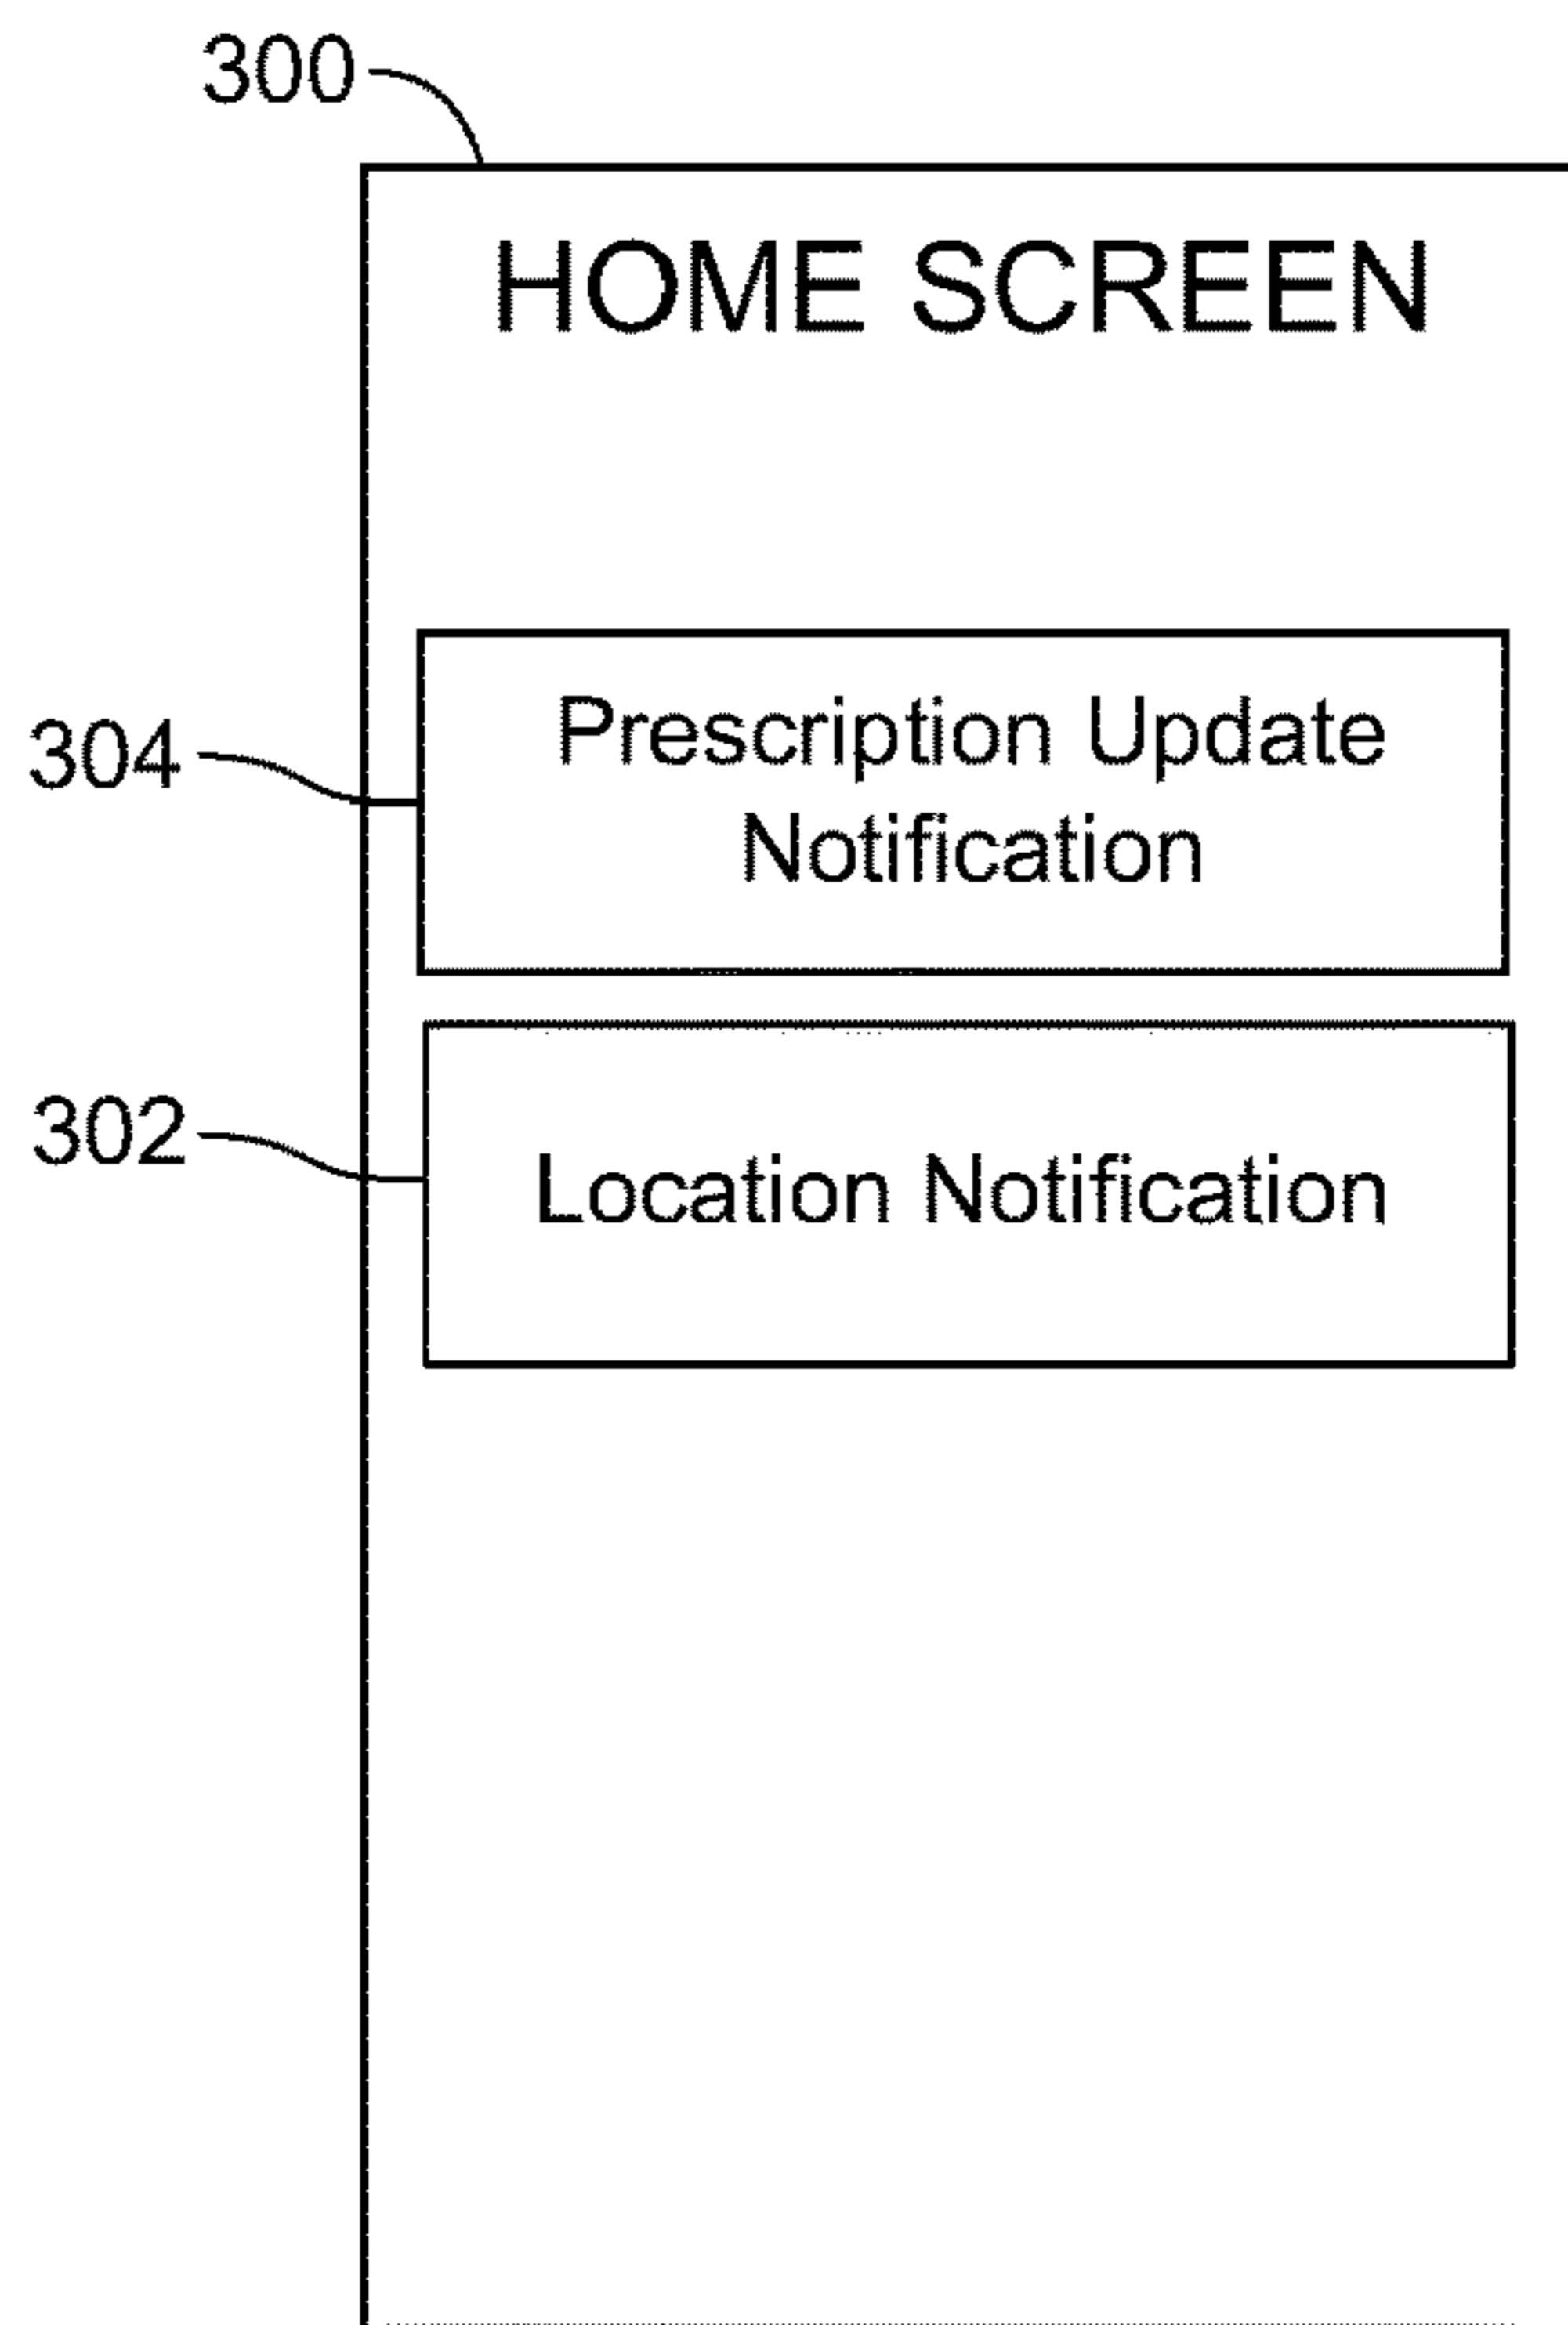 300
HOME SCREEN
304
Prescription Update
Notification
302
Location Notification